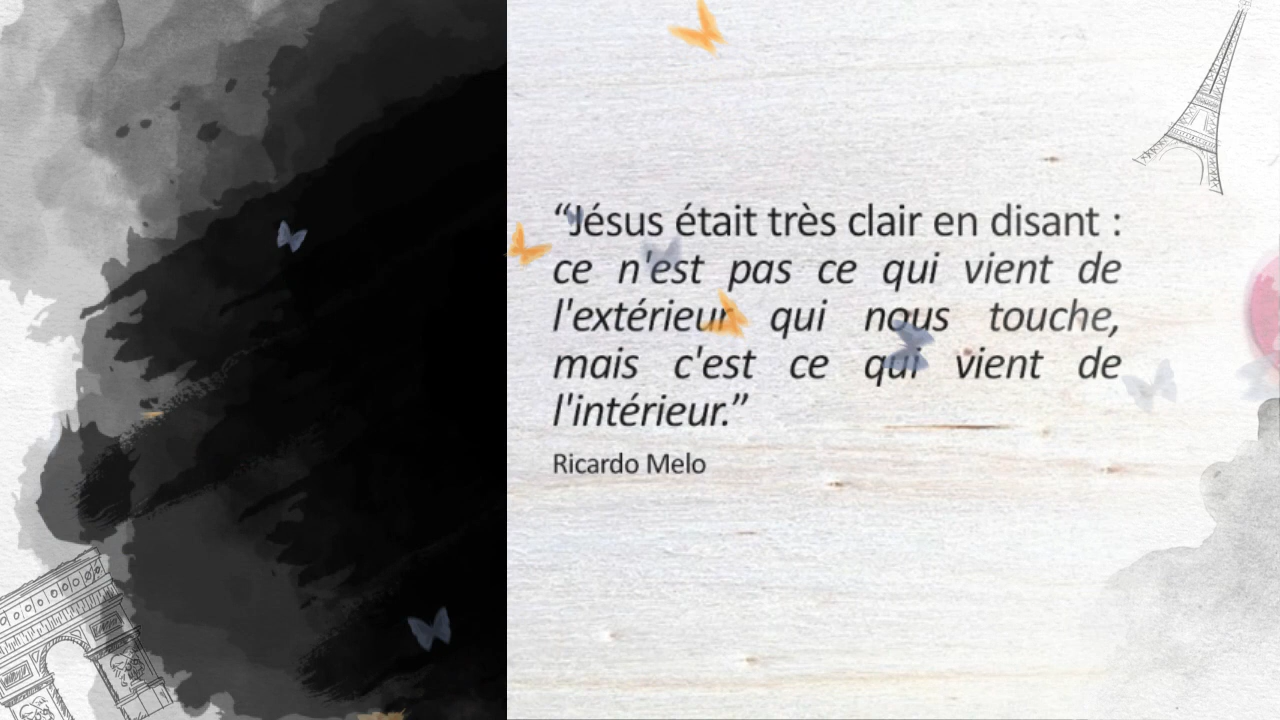 “Jésus était très clair en disant :
ce n'est pas ce qui vient de
l'extérieur qui nous touche,
mais c'est ce qui vient de
l'intérieur.”
Ricardo Melo